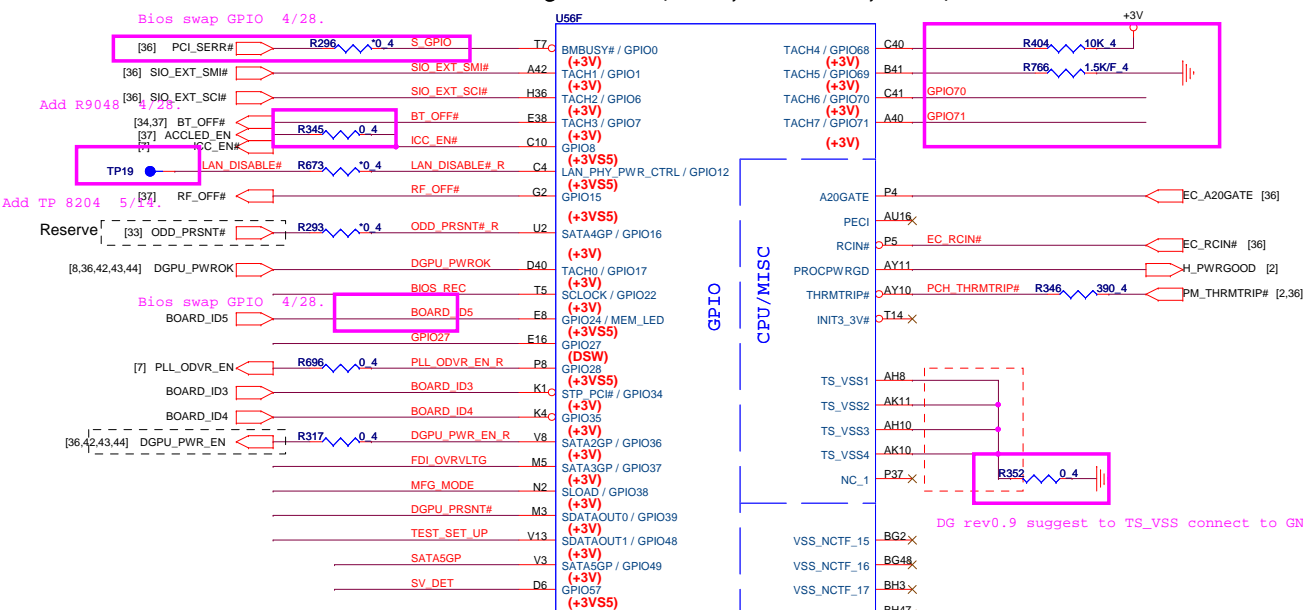 Bios swap GPIO 4/28.
U56F
+3V
[36] PCI_SERR# R296 *0_4 S_GPIO T7 BMBUSY# / GPIO0 TACH4 / GPIO68 C40 R404 10K_4
(+3V) (+3V)
[36] SIO_EXT_SMI# SIO_EXT_SMI# A42 TACH1 / GPIO1 TACH5 / GPIO69 B41 R766 1.5K/F_4
(+3V) (+3V)
[36] SIO_EXT_SCI# SIO_EXT_SCI# H36 TACH2 / GPIO6 TACH6 / GPIO70 C41 GPIO70
Add R9048 4/28.
(+3V) (+3V)
[34,37] BT_OFF# BT_OFF# E38 TACH3 / GPIO7 TACH7 / GPIO71 A40 GPIO71
[37] ACCLED_EN R345 0_4 (+3V) (+3V)
[7] ICC_EN# ICC_EN# C10 GPIO8
(+3VS5)
TP19 LAN_DISABLE# R673 *0_4 LAN_DISABLE#_R C4 LAN_PHY_PWR_CTRL / GPIO12
(+3VS5)
[37] RF_OFF# RF_OFF# G2 GPIO15 A20GATE P4 EC_A20GATE [36]
Add TP 8204 5/14.
(+3VS5)
PECI AU16
Reserve [33] ODD_PRSNT# R293 *0_4 ODD_PRSNT#_R U2 SATA4GP / GPIO16
RCIN# P5 EC_RCIN# EC_RCIN# [36]
(+3V)
[8,36,42,43,44] DGPU_PWROK DGPU_PWROK D40 TACH0 / GPIO17 PROCPWRGD AY11 H_PWRGOOD [2]
(+3V)
BIOS_REC T5 SCLOCK / GPIO22 THRMTRIP# AY10 PCH_THRMTRIP# R346 390_4 PM_THRMTRIP# [2,36]
Bios swap GPIO 4/28.
(+3V)
BOARD_ID5 BOARD_ID5 E8 GPIO24 / MEM_LED INIT3_3V# T14
(+3VS5)
GPIO27 E16 GPIO27
(DSW)
[7] PLL_ODVR_EN R696 0_4 PLL_ODVR_EN_R P8 GPIO28
(+3VS5)
BOARD_ID3 BOARD_ID3 K1 STP_PCI# / GPIO34 TS_VSS1 AH8
(+3V)
BOARD_ID4 BOARD_ID4 K4 GPIO35 TS_VSS2 AK11
(+3V)
[36,42,43,44] DGPU_PWR_EN R317 0_4 DGPU_PWR_EN_R V8 SATA2GP / GPIO36 TS_VSS3 AH10
(+3V)
FDI_OVRVLTG M5 SATA3GP / GPIO37 TS_VSS4 AK10
(+3V)
MFG_MODE N2 SLOAD / GPIO38 NC_1 P37 R352 0_4
(+3V)
DGPU_PRSNT# M3 SDATAOUT0 / GPIO39
DG rev0.9 suggest to TS_VSS connect to GN
(+3V)
TEST_SET_UP V13 SDATAOUT1 / GPIO48 VSS_NCTF_15 BG2
(+3V)
SATA5GP V3 SATA5GP / GPIO49 VSS_NCTF_16 BG48
(+3V)
SV_DET D6 GPIO57 VSS_NCTF_17 BH3
(+3VS5)
GPIO
CPU/MISC